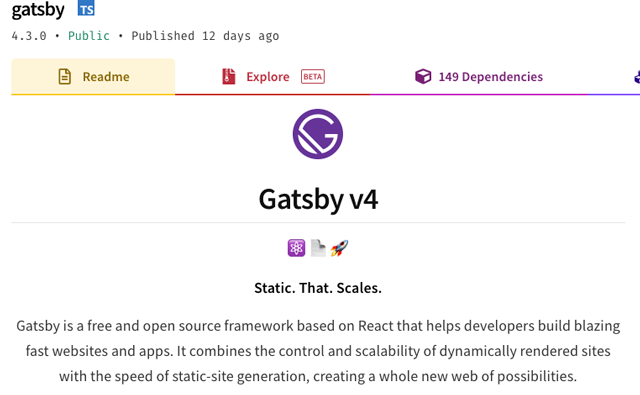 gatsby TS
4.3.0 • Public • Published 12 days ago
Readme Explore BETA 149 Dependencies
Gatsby v4
Static. That. Scales.
Gatsby is a free and open source framework based on React that helps developers build blazing
fast websites and apps. It combines the control and scalability of dynamically rendered sites
with the speed of static-site generation, creating a whole new web of possibilities.